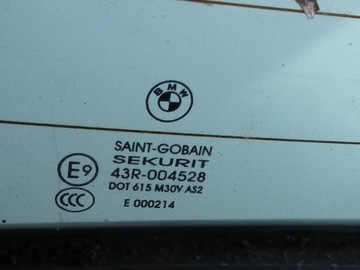 BMW
SAINT-GOBAIN
SEKURIT
E9 43R-004528
DOT 615 M30V AS2
CCC E 000214